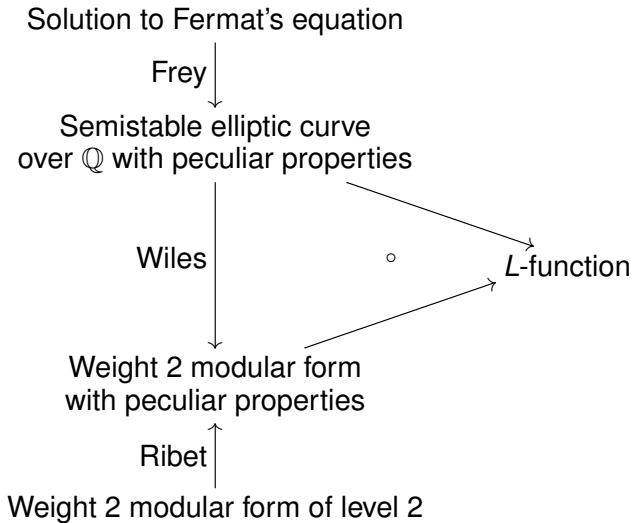 Solution to Fermat's equation
Frey
Semistable elliptic curve
over ℚ with peculiar properties
Wiles
L-function
Weight 2 modular form
with peculiar properties
Ribet
Weight 2 modular form of level 2